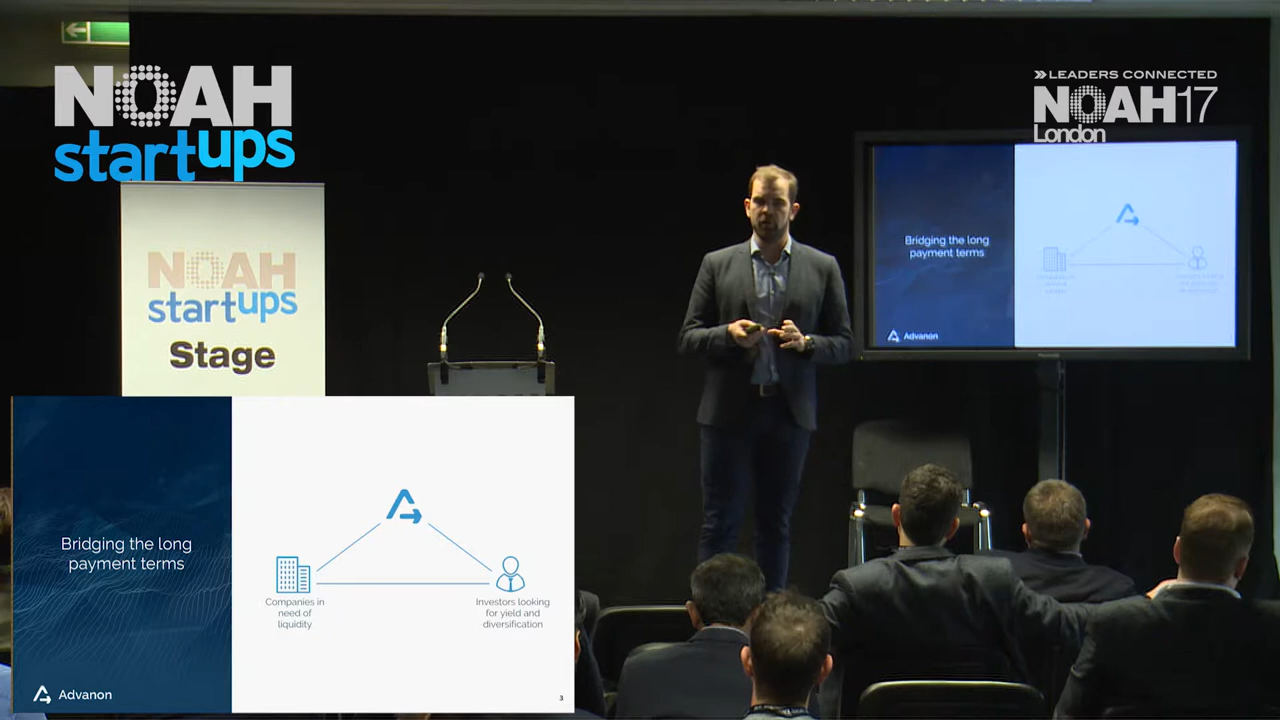 NOAH
startups
LEADERS CONNECTED
NOAH17
London
NOAH
startups
Stage
Bridging the long
payment terms
Advanon
Bridging the long
payment terms
Companies in
need of
liquidity
Investors looking
for yield and
diversification
Advanon
3